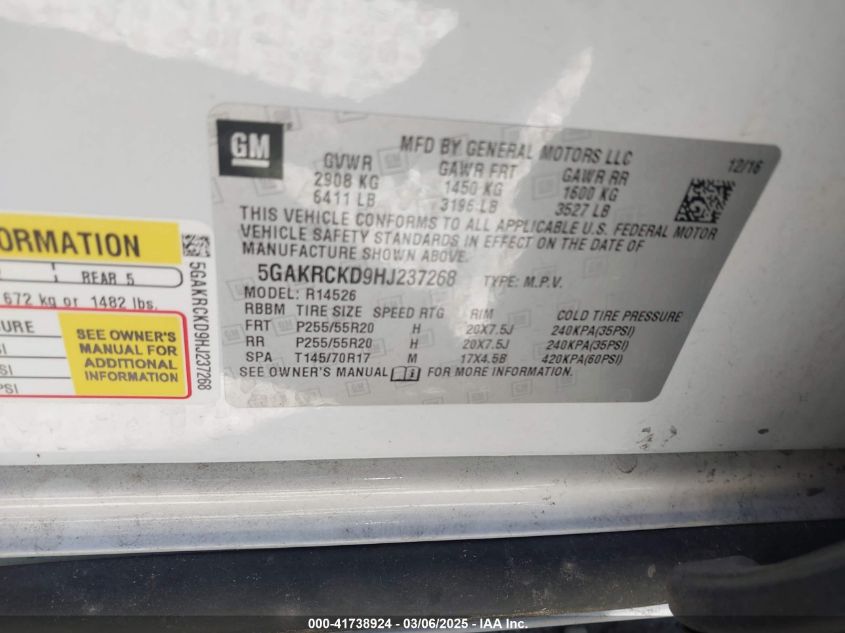 GM
MFD BY GENERAL MOTORS LLC
12/16
GVWR GAWR FRT GAWR RR
2908 KG 1450 KG 1600 KG
6411 LB 3196 LB 3527 LB
THIS VEHICLE CONFORMS TO ALL APPLICABLE U.S. FEDERAL MOTOR
VEHICLE SAFETY STANDARDS IN EFFECT ON THE DATE OF
MANUFACTURE SHOWN ABOVE.
5GAKRCKD9HJ237268 TYPE: M.P.V.
MODEL: R14526
RBBM TIRE SIZE SPEED RTG RIM COLD TIRE PRESSURE
FRT P255/55R20 H 20X7.5J 240KPA(35PSI)
RR P255/55R20 H 20X7.5J 240KPA(35PSI)
SPA T145/70R17 M 17X4.5B 420KPA(60PSI)
SEE OWNER'S MANUAL FOR MORE INFORMATION.
ORMATION
REAR 5
672 kg or 1482 lbs.
SURE
SEE OWNER'S
MANUAL FOR
ADDITIONAL
INFORMATION
PSI
5GAKRCKD9HJ237268
000-41738924 — 03/06/2025 — IAA Inc.